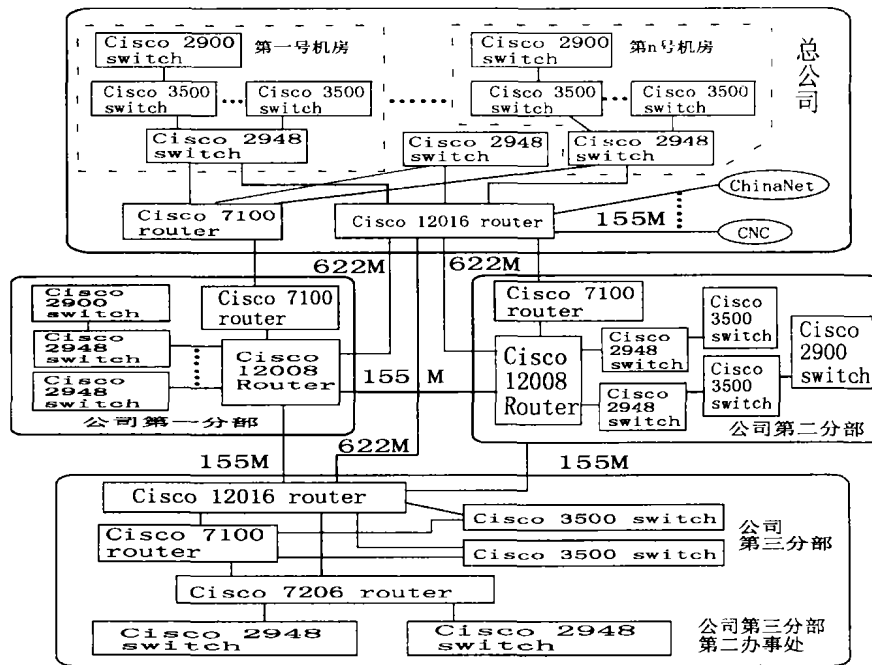 Cisco 2900
switch
第一号机房
Cisco 2900
switch
第n号机房
总公司
Cisco 3500
switch
Cisco 3500
switch
Cisco 3500
switch
Cisco 3500
switch
Cisco 2948
switch
Cisco 2948
switch
Cisco 2948
switch
ChinaNet
Cisco 7100
router
Cisco 12016 router
155M
CNC
622M
622M
Cisco
2900
switch
Cisco 7100
router
Cisco
2948
switch
Cisco
12008
Router
Cisco
2948
switch
公司第一分部
155 M
Cisco 7100
router
Cisco
12008
Router
Cisco
2948
switch
Cisco
3500
switch
Cisco
2948
switch
Cisco
3500
switch
Cisco
2900
switch
公司第二分部
622M
155M
155M
Cisco 12016 router
Cisco 7100
router
Cisco 3500 switch
Cisco 3500 switch
公司
第三分部
Cisco 7206 router
Cisco 2948
switch
Cisco 2948
switch
公司第三分部
第二办事处